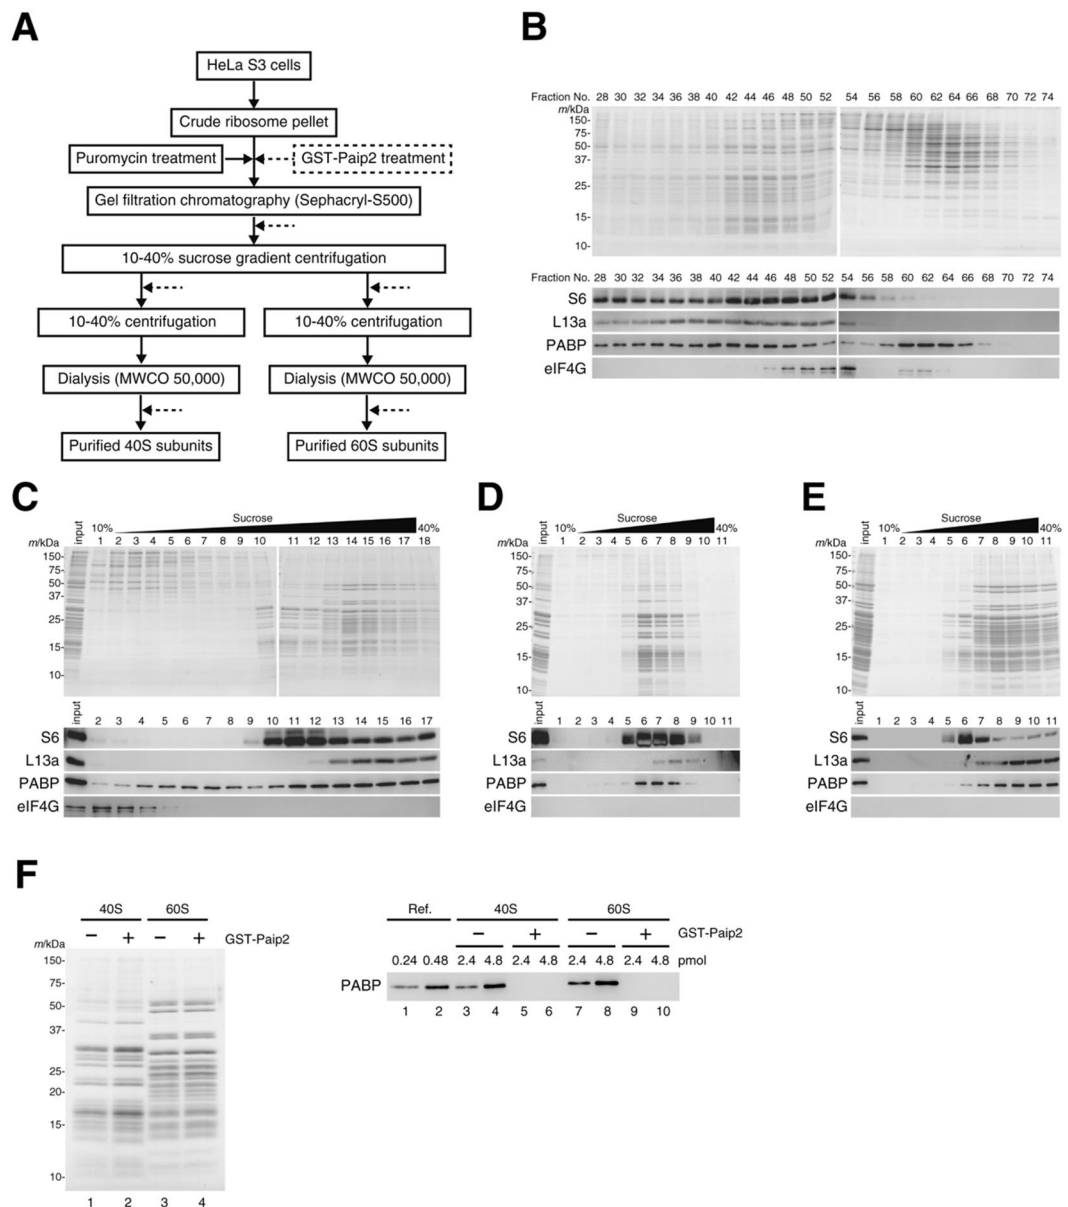 A
HeLa S3 cells
Crude ribosome pellet
Puromycin treatment
GST-Paip2 treatment
Gel filtration chromatography (Sephacryl-S500)
10-40% sucrose gradient centrifugation
10-40% centrifugation
10-40% centrifugation
Dialysis (MWCO 50,000)
Dialysis (MWCO 50,000)
Purified 40S subunits
Purified 60S subunits
B
Fraction No. 28 30 32 34 36 38 40 42 44 46 48 50 52 54 56 58 60 62 64 66 68 70 72 74
m/kDa
150-
75-
50-
37-
25-
15-
10-
Fraction No. 28 30 32 34 36 38 40 42 44 46 48 50 52 54 56 58 60 62 64 66 68 70 72 74
S6
L13a
PABP
eIF4G
C
input
10% Sucrose 40%
m/kDa 1 2 3 4 5 6 7 8 9 10 11 12 13 14 15 16 17 18
150-
75-
50-
37-
25-
15-
10-
input
2 3 4 5 6 7 8 9 10 11 12 13 14 15 16 17
S6
L13a
PABP
eIF4G
D
input
10% Sucrose 40%
m/kDa 1 2 3 4 5 6 7 8 9 10 11
150-
75-
50-
37-
25-
15-
10-
input
1 2 3 4 5 6 7 8 9 10 11
S6
L13a
PABP
eIF4G
E
input
10% Sucrose 40%
m/kDa 1 2 3 4 5 6 7 8 9 10 11
150-
75-
50-
37-
25-
15-
10-
input
1 2 3 4 5 6 7 8 9 10 11
S6
L13a
PABP
eIF4G
F
40S 60S
m/kDa − + − + GST-Paip2
150-
75-
50-
37-
25-
20-
15-
10-
1 2 3 4
Ref. 40S 60S
− + − + GST-Paip2
0.24 0.48 2.4 4.8 2.4 4.8 2.4 4.8 2.4 4.8 pmol
PABP
1 2 3 4 5 6 7 8 9 10